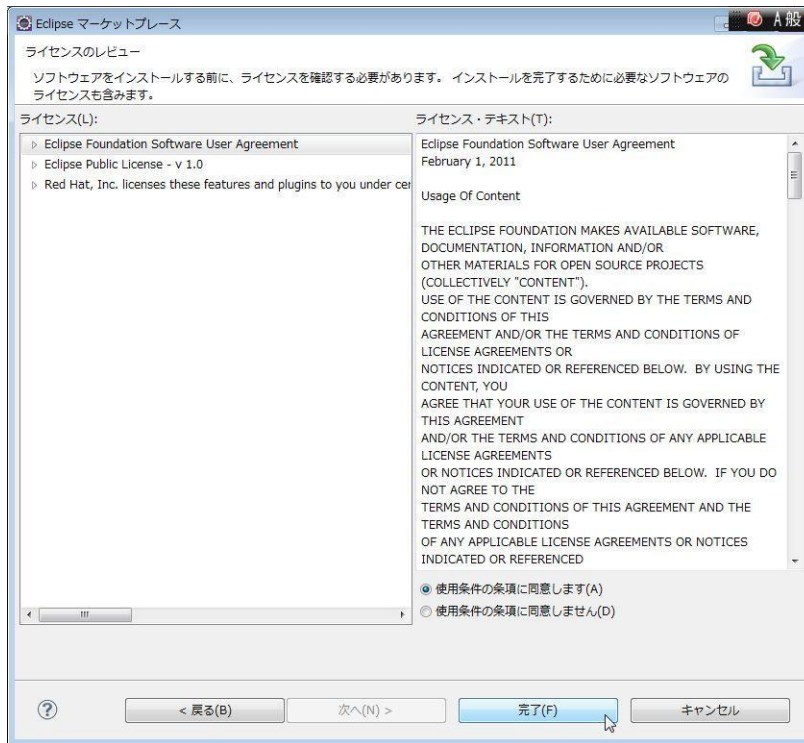 Eclipse マーケットプレース
A 般
ライセンスのレビュー
ソフトウェアをインストールする前に、ライセンスを確認する必要があります。 インストールを完了するために必要なソフトウェアの
ライセンスも含みます。
ライセンス(L):
Eclipse Foundation Software User Agreement
Eclipse Public License - v 1.0
Red Hat, Inc. licenses these features and plugins to you under cer
ライセンス・テキスト(T):
Eclipse Foundation Software User Agreement
February 1, 2011
Usage Of Content
THE ECLIPSE FOUNDATION MAKES AVAILABLE SOFTWARE,
DOCUMENTATION, INFORMATION AND/OR
OTHER MATERIALS FOR OPEN SOURCE PROJECTS
(COLLECTIVELY "CONTENT").
USE OF THE CONTENT IS GOVERNED BY THE TERMS AND
CONDITIONS OF THIS
AGREEMENT AND/OR THE TERMS AND CONDITIONS OF
LICENSE AGREEMENTS OR
NOTICES INDICATED OR REFERENCED BELOW.  BY USING THE
CONTENT, YOU
AGREE THAT YOUR USE OF THE CONTENT IS GOVERNED BY
THIS AGREEMENT
AND/OR THE TERMS AND CONDITIONS OF ANY APPLICABLE
LICENSE AGREEMENTS
OR NOTICES INDICATED OR REFERENCED BELOW.  IF YOU DO
NOT AGREE TO THE
TERMS AND CONDITIONS OF THIS AGREEMENT AND THE
TERMS AND CONDITIONS
OF ANY APPLICABLE LICENSE AGREEMENTS OR NOTICES
INDICATED OR REFERENCED
使用条件の条項に同意します(A)
使用条件の条項に同意しません(D)
< 戻る(B)
次へ(N) >
完了(F)
キャンセル